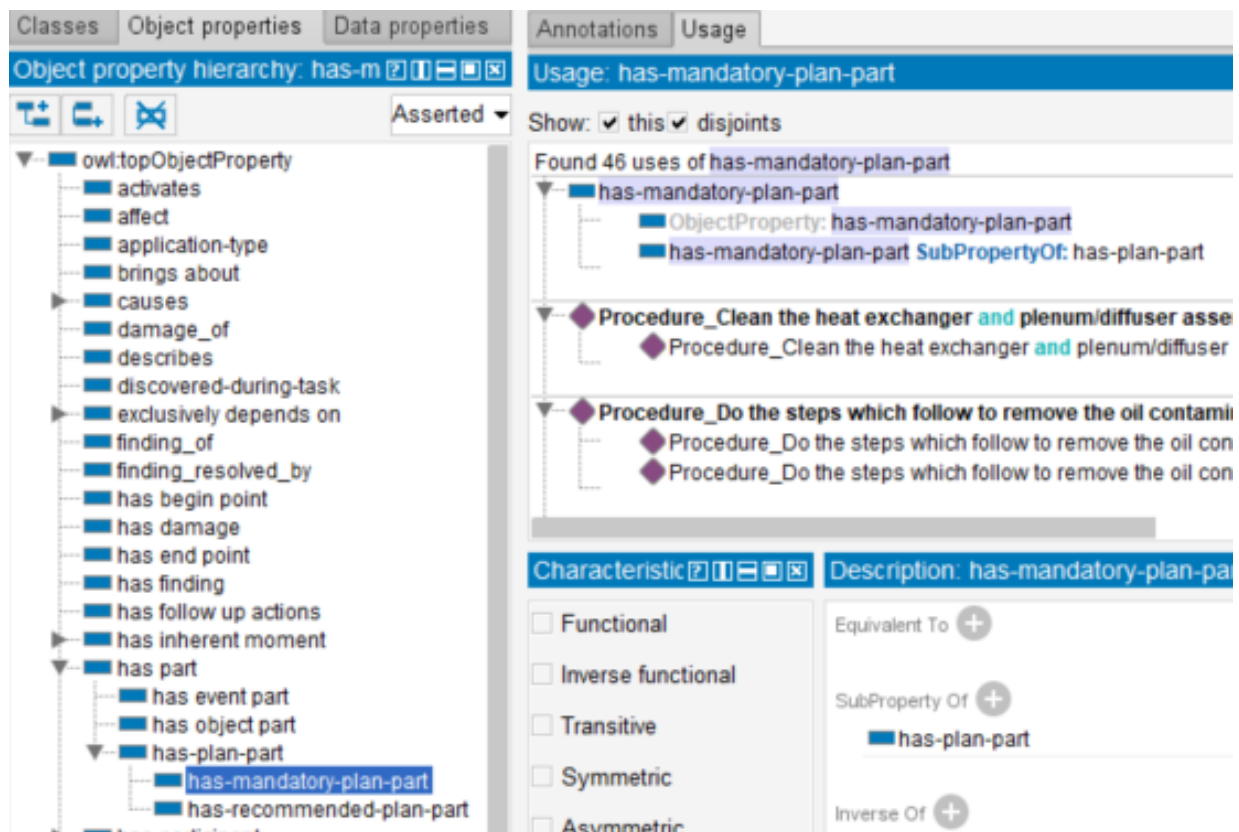 Classes Object properties Data properties
Object property hierarchy: has-m
Asserted
owl:topObjectProperty
activates
affect
application-type
brings about
causes
damage_of
describes
discovered-during-task
exclusively depends on
finding_of
finding_resolved_by
has begin point
has damage
has end point
has finding
has follow up actions
has inherent moment
has part
has event part
has object part
has-plan-part
has-mandatory-plan-part
has-recommended-plan-part
Annotations Usage
Usage: has-mandatory-plan-part
Show: this disjoints
Found 46 uses of has-mandatory-plan-part
has-mandatory-plan-part
ObjectProperty: has-mandatory-plan-part
has-mandatory-plan-part SubPropertyOf: has-plan-part
Procedure_Clean the heat exchanger and plenum/diffuser asse
Procedure_Clean the heat exchanger and plenum/diffuser
Procedure_Do the steps which follow to remove the oil contami
Procedure_Do the steps which follow to remove the oil con
Procedure_Do the steps which follow to remove the oil con
Characteristic
Functional
Inverse functional
Transitive
Symmetric
Asymmetric
Description: has-mandatory-plan-par
Equivalent To
SubProperty Of
has-plan-part
Inverse Of